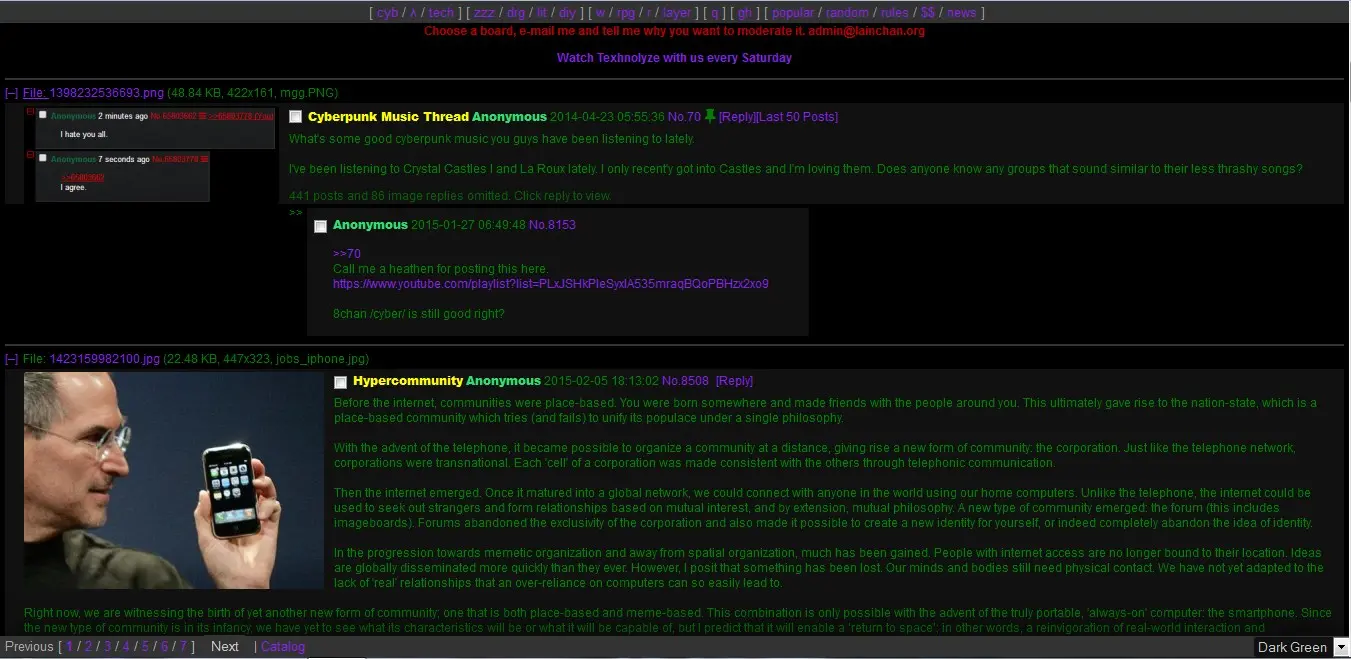 [ cyb / λ / tech ] [ zzz / drg / lit / diy ] [ w / rpg / r / layer ] [ q ] [ gh ] [ popular / random / rules / $$ / news ]
Choose a board, e-mail me and tell me why you want to moderate it. admin@lainchan.org
Watch Texhnolyze with us every Saturday
[–] File: 1398232536693.png (48.84 KB, 422x161, mgg.PNG)
Anonymous 2 minutes ago
I hate you all.
Anonymous 7 seconds ago
I agree.
Cyberpunk Music Thread Anonymous 2014-04-23 05:55:36 No.70 [Reply][Last 50 Posts]
What's some good cyberpunk music you guys have been listening to lately.
I've been listening to Crystal Castles I and La Roux lately. I only recent'y got into Castles and I'm loving them. Does anyone know any groups that sound similar to their less thrashy songs?
441 posts and 86 image replies omitted. Click reply to view.
>>
Anonymous 2015-01-27 06:49:48 No.8153
>>70
Call me a heathen for posting this here.
https://www.youtube.com/playlist?list=PLxJSHkPIeSyxIA535mraqBQoPBHzx2xo9
8chan /cyber/ is still good right?
[–] File: 1423159982100.jpg (22.48 KB, 447x323, jobs_iphone.jpg)
Hypercommunity Anonymous 2015-02-05 18:13:02 No.8508 [Reply]
Before the internet, communities were place-based. You were born somewhere and made friends with the people around you. This ultimately gave rise to the nation-state, which is a
place-based community which tries (and fails) to unify its populace under a single philosophy.
With the advent of the telephone, it became possible to organize a community at a distance, giving rise a new form of community: the corporation. Just like the telephone network,
corporations were transnational. Each 'cell' of a corporation was made consistent with the others through telephonic communication.
Then the internet emerged. Once it matured into a global network, we could connect with anyone in the world using our home computers. Unlike the telephone, the internet could be
used to seek out strangers and form relationships based on mutual interest, and by extension, mutual philosophy. A new type of community emerged: the forum (this includes
imageboards). Forums abandoned the exclusivity of the corporation and also made it possible to create a new identity for yourself, or indeed completely abandon the idea of identity.
In the progression towards memetic organization and away from spatial organization, much has been gained. People with internet access are no longer bound to their location. Ideas
are globally disseminated more quickly than they ever. However, I posit that something has been lost. Our minds and bodies still need physical contact. We have not yet adapted to the
lack of 'real' relationships that an over-reliance on computers can so easily lead to.
Right now, we are witnessing the birth of yet another new form of community; one that is both place-based and meme-based. This combination is only possible with the advent of the truly portable, 'always-on' computer: the smartphone. Since
the new type of community is in its infancy, we have yet to see what its characteristics will be or what it will be capable of, but I predict that it will enable a 'return to space': in other words, a reinvigoration of real-world interaction and
Previous [ 1 / 2 / 3 / 4 / 5 / 6 / 7 ] Next | Catalog
Dark Green